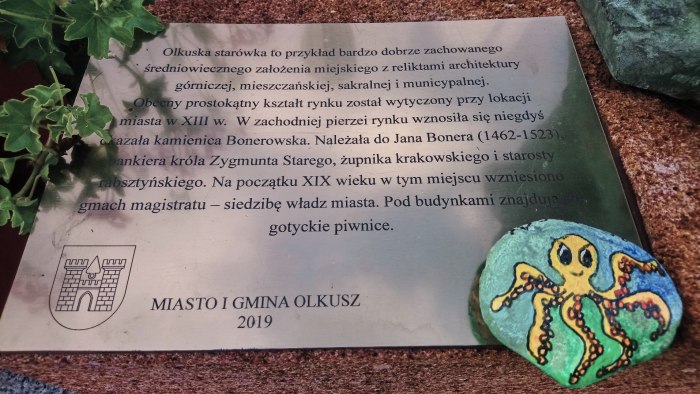 Olkuska starówka to przykład bardzo dobrze zachowanego
średniowiecznego założenia miejskiego z reliktami architektury
górniczej, mieszczańskiej, sakralnej i municypalnej.
Obecny prostokątny kształt rynku został wytyczony przy lokacji
miasta w XIII w. W zachodniej pierzei rynku wznosiła się niegdyś
okazała kamienica Bonerowska. Należała do Jana Bonera (1462-1523),
bankiera króla Zygmunta Starego, żupnika krakowskiego i starosty
rabsztyńskiego. Na początku XIX wieku w tym miejscu wzniesiono
gmach magistratu – siedzibę władz miasta. Pod budynkami znajdują
gotyckie piwnice.
MIASTO I GMINA OLKUSZ
2019